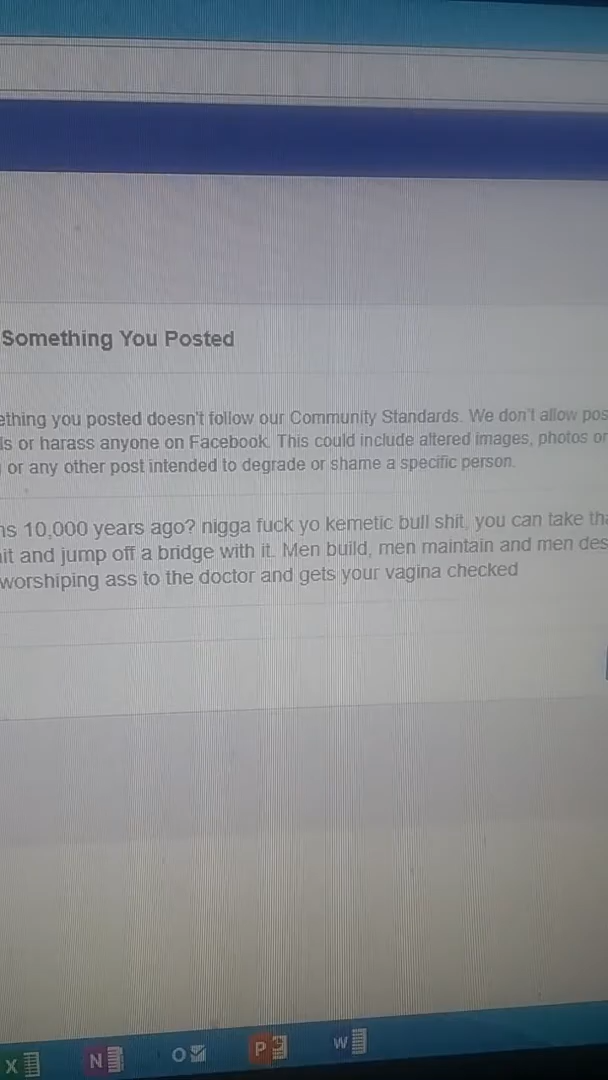 Something You Posted
ething you posted doesn't follow our Community Standards. We don't allow pos
ls or harass anyone on Facebook. This could include altered images, photos or
or any other post intended to degrade or shame a specific person.
ns 10,000 years ago? nigga fuck yo kemetic bull shit, you can take tha
it and jump off a bridge with it. Men build, men maintain and men des
worshiping ass to the doctor and gets your vagina checked
X N O P W